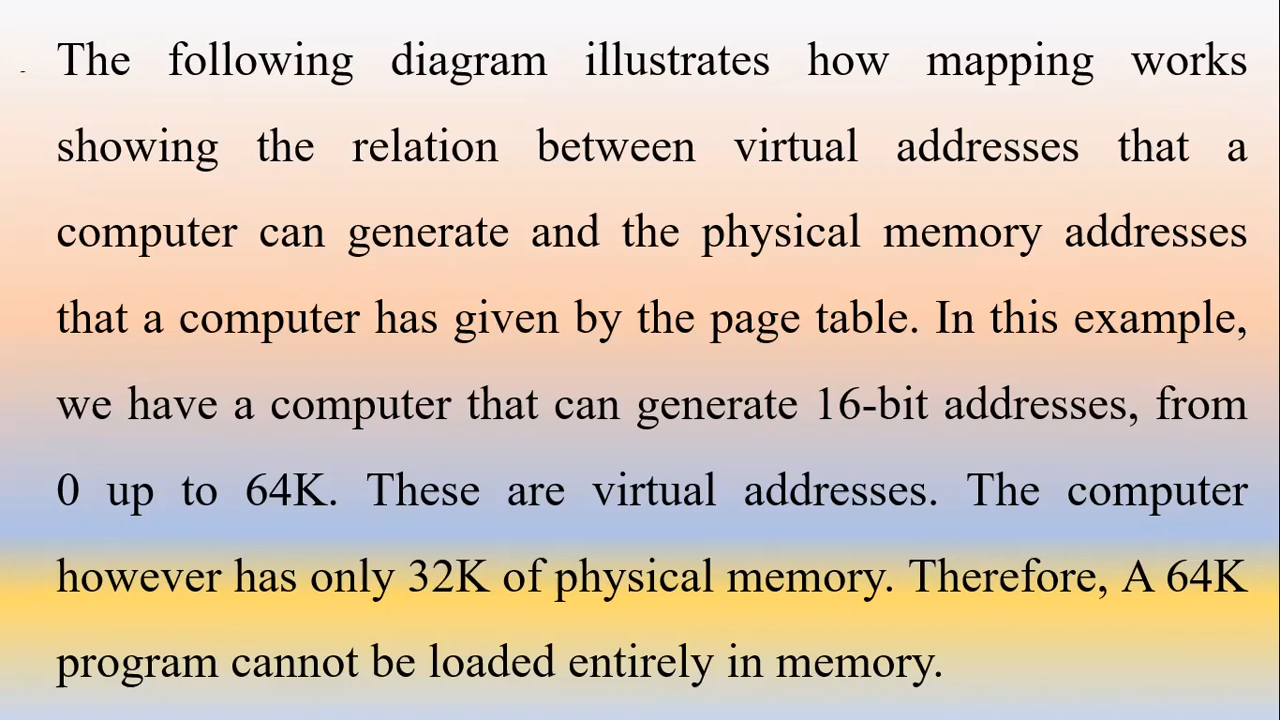 The following diagram illustrates how mapping works
showing the relation between virtual addresses that a
computer can generate and the physical memory addresses
that a computer has given by the page table. In this example,
we have a computer that can generate 16-bit addresses, from
0 up to 64K. These are virtual addresses. The computer
however has only 32K of physical memory. Therefore, A 64K
program cannot be loaded entirely in memory.